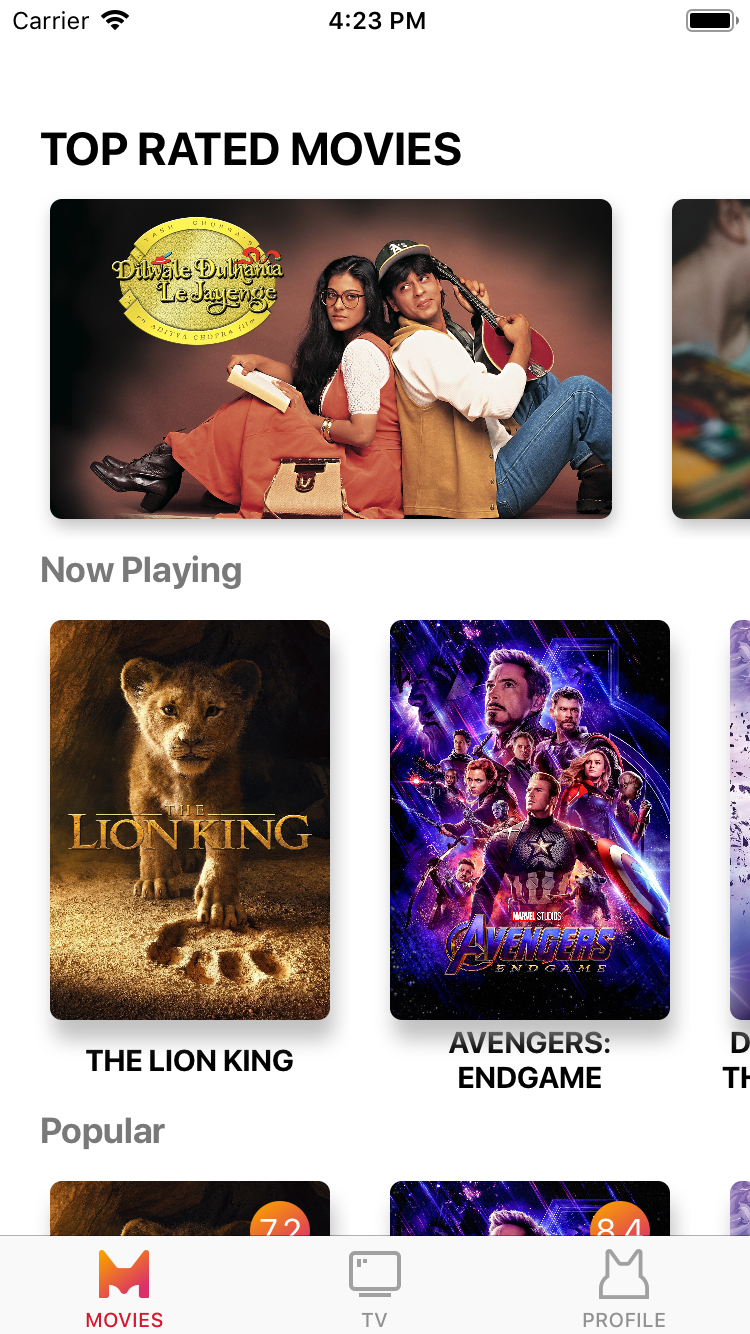 Carrier 4:23 PM
TOP RATED MOVIES
YASH CHOPRA'S
Dilwale Dulhania
Le Jayenge
an ADITYA CHOPRA film
A's
Now Playing
THE
LION KING
MARVEL STUDIOS
AVENGERS
ENDGAME
THE LION KING
AVENGERS:
ENDGAME
Popular
7.2
8.4
MOVIES
TV
PROFILE